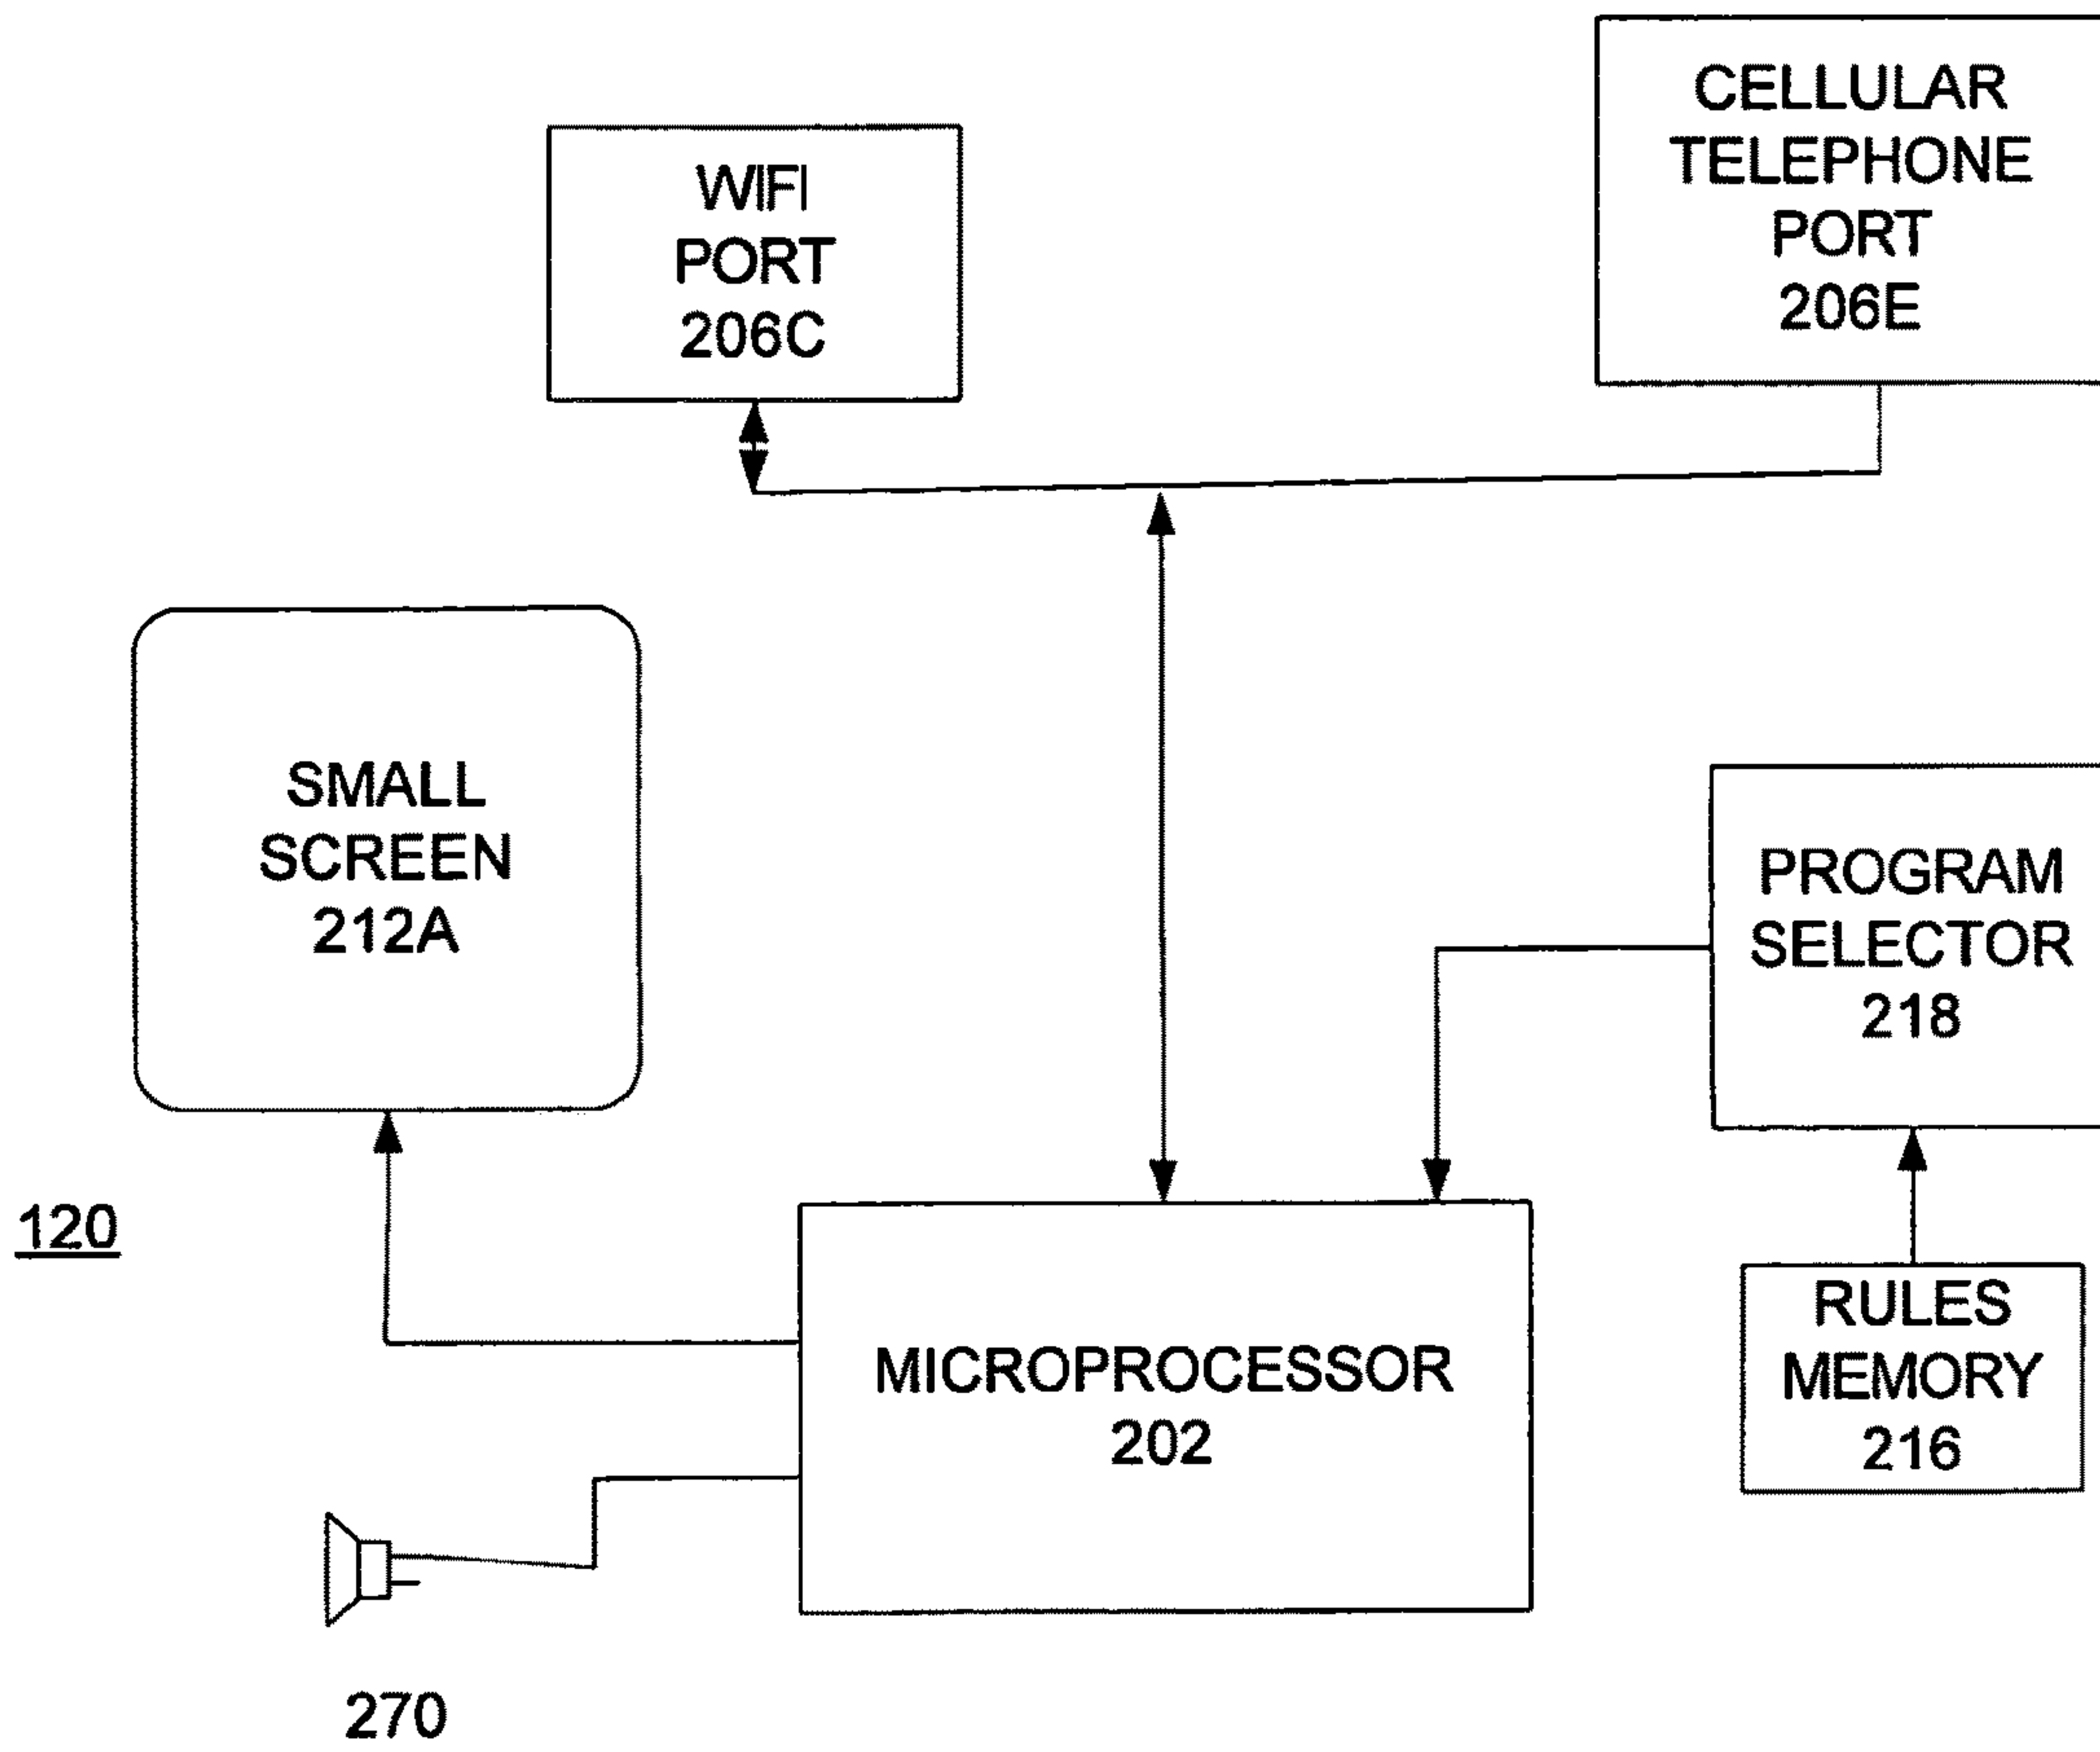 CELLULAR
TELEPHONE
PORT
206E
WIFI
PORT
206C
SMALL
SCREEN
212A
PROGRAM
SELECTOR
218
120
RULES
MEMORY
216
MICROPROCESSOR
202
270